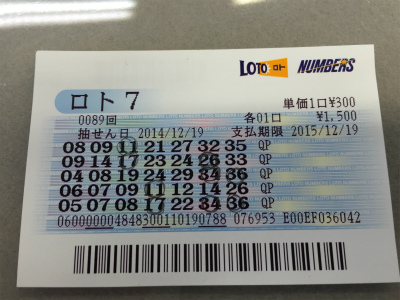 LOTO ロト NUMBERS
ロト7 単価1口¥300
0089回 各01口 ¥1,500
抽せん日 2014/12/19 支払期限 2015/12/19
08 09 11 21 27 32 35 QP
09 14 17 23 24 26 33 QP
04 08 19 24 29 34 36 QP
06 07 09 11 12 14 26 QP
05 07 08 17 22 34 36 QP
060000004848300110190788 076953 E00EF036042